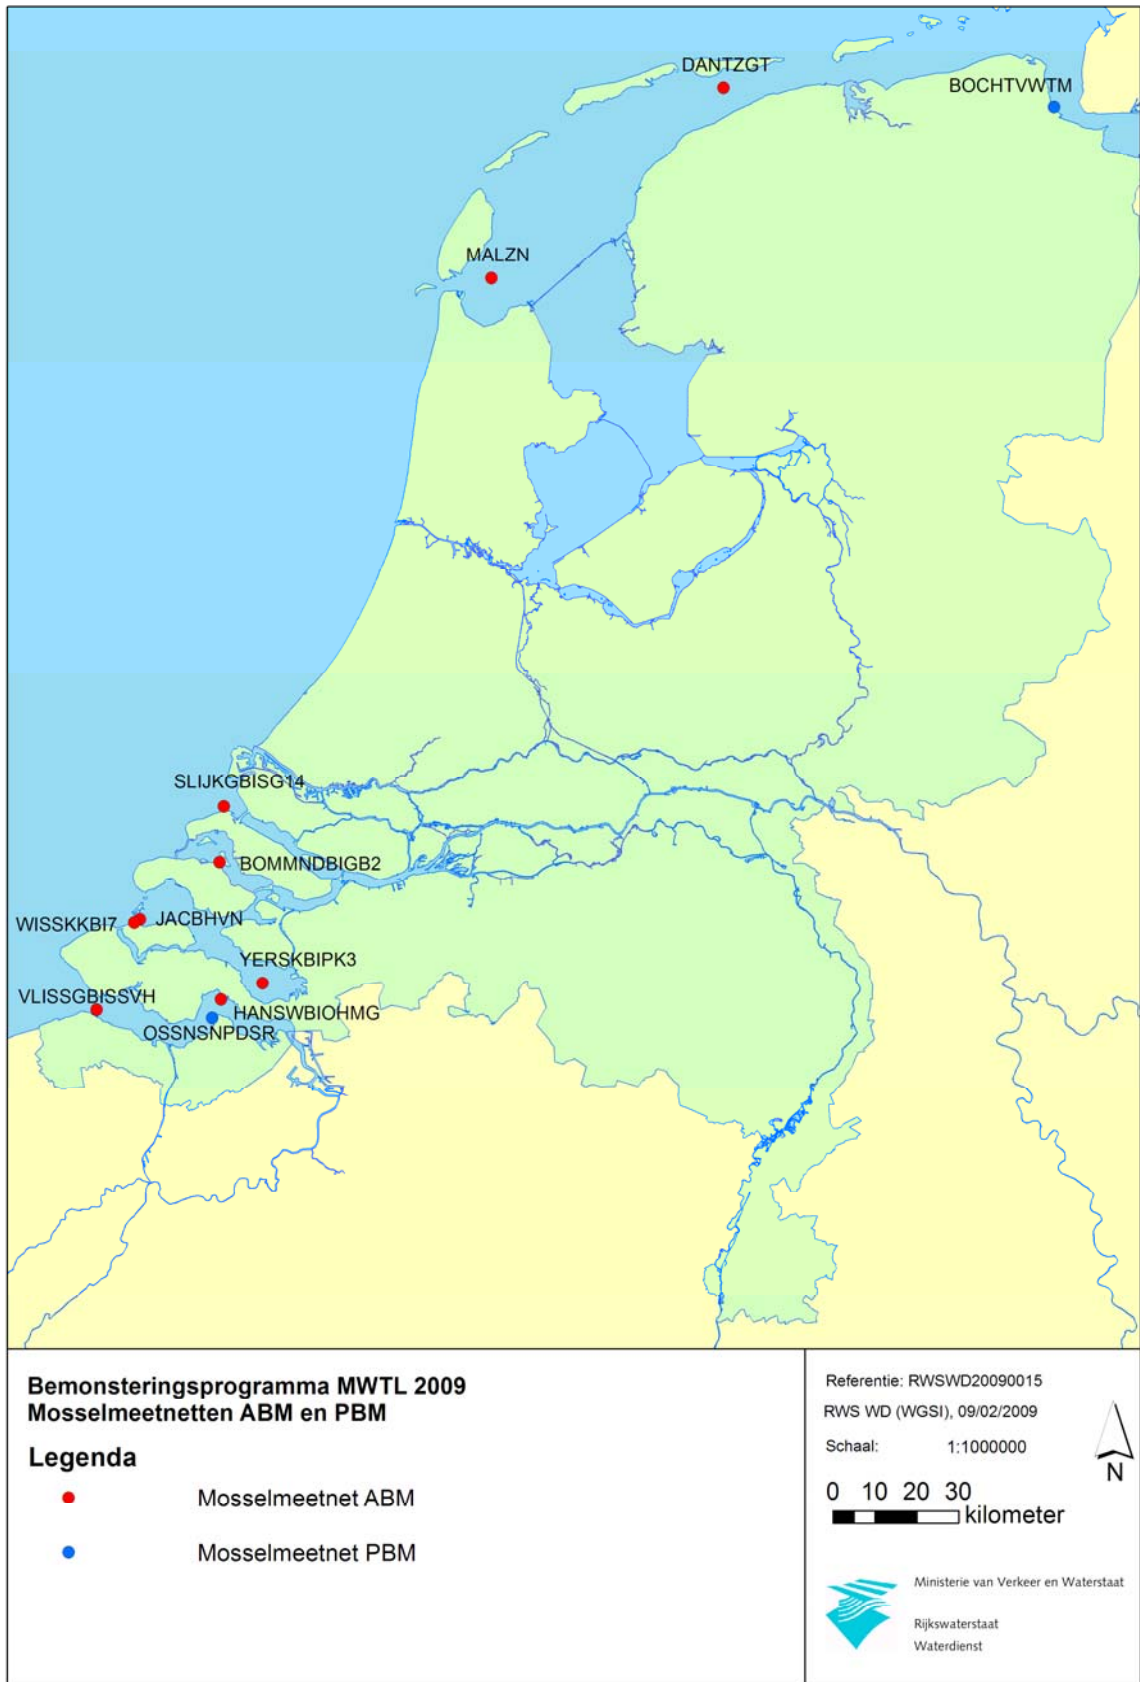 DANTZGT
BOCHTVWTM
MALZN
SLIJKGBISG14
BOMMNDBIGB2
WISSKKBI7
JACBHVN
YERSKBIPK3
VLISSGBISSVH
HANSWBIOHMG
OSSNSNPDSR
Bemonsteringsprogramma MWTL 2009
Mosselmeetnetten ABM en PBM
Legenda
Mosselmeetnet ABM
Mosselmeetnet PBM
Referentie: RWSWD20090015
RWS WD (WGSI), 09/02/2009
Schaal: 1:1000000
N
0 10 20 30
kilometer
Ministerie van Verkeer en Waterstaat
Rijkswaterstaat
Waterdienst